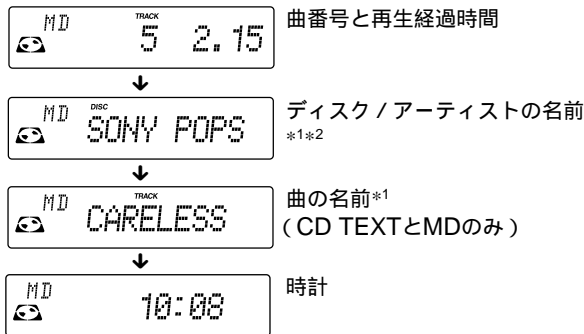 MD TRACK 5 2.15 曲番号と再生経過時間
MD DISC SONY POPS ディスク / アーティストの名前
*1*2
MD TRACK CARELESS 曲の名前*1
( CD TEXTとMDのみ )
MD 10:08 時計